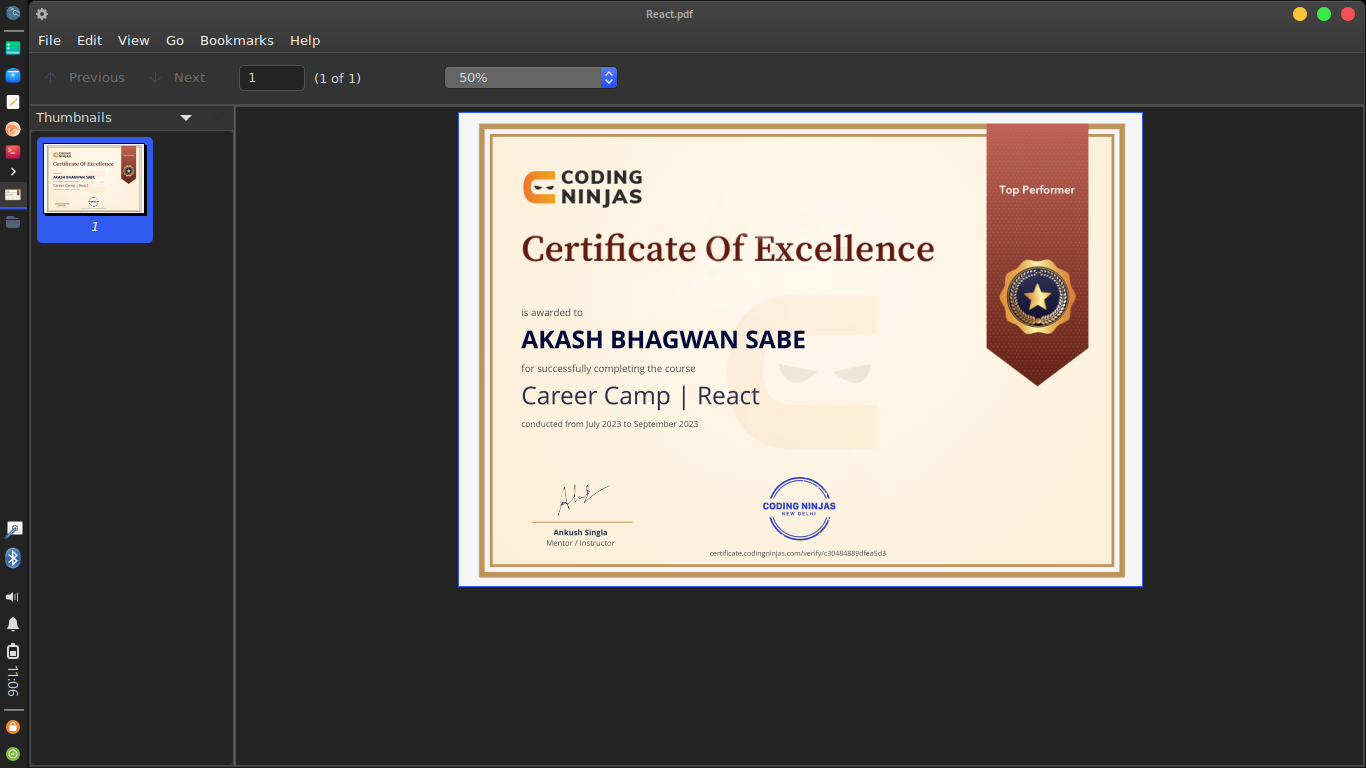 React.pdf
File Edit View Go Bookmarks Help
Previous Next 1 (1 of 1) 50%
Thumbnails
1
CODING
NINJAS
Certificate Of Excellence
Top Performer
is awarded to
AKASH BHAGWAN SABE
for successfully completing the course
Career Camp | React
conducted from July 2023 to September 2023
Ankush Singla
Mentor / Instructor
CODING NINJAS
NEW DELHI
certificate.codingninjas.com/verify/c30484889dfea5d3
11:06